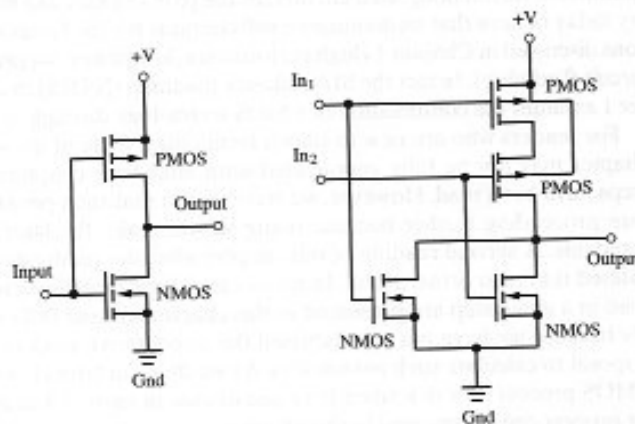 +V
PMOS
Output
Input
NMOS
Gnd
+V
In1
PMOS
In2
PMOS
Output
NMOS
NMOS
Gnd